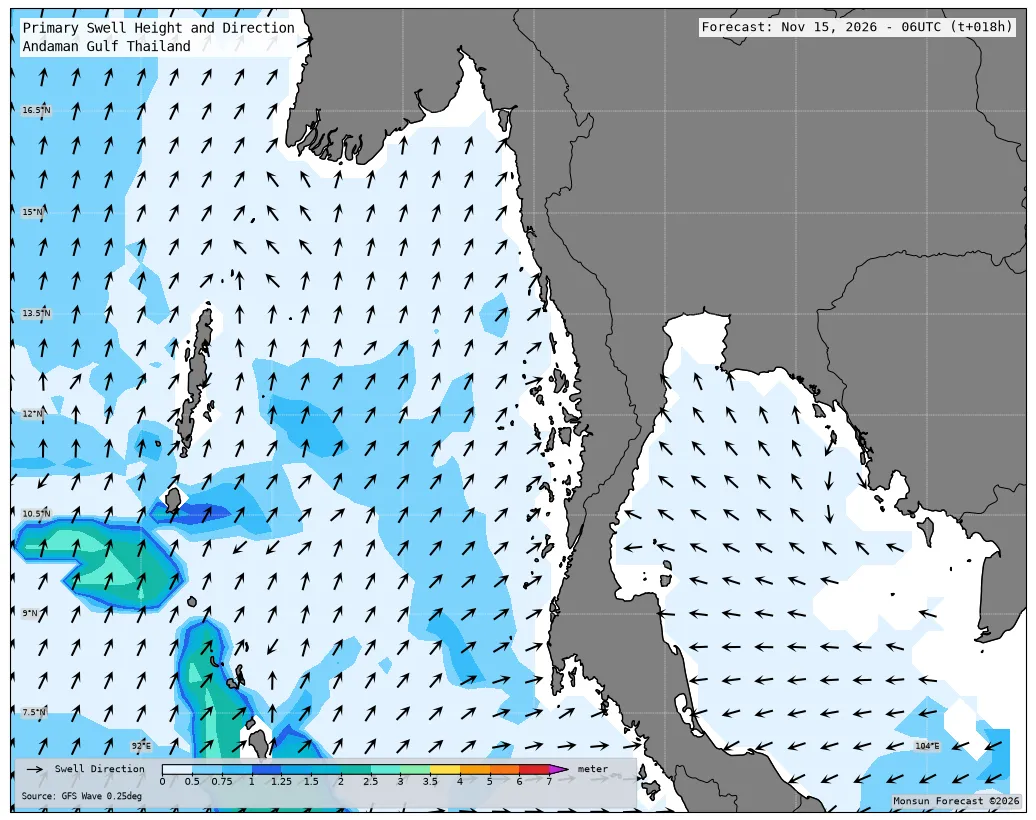 Primary Swell Height and Direction
Andaman Gulf Thailand
Forecast: Nov 15, 2026 - 06UTC (t+018h)
16.5°N
15°N
13.5°N
12°N
10.5°N
9°N
7.5°N
92°E
104°E
Swell Direction
meter
0 0.5 0.75 1 1.25 1.5 2 2.5 3 3.5 4 5 6 7
Source: GFS Wave 0.25deg
Monsun Forecast ©2026